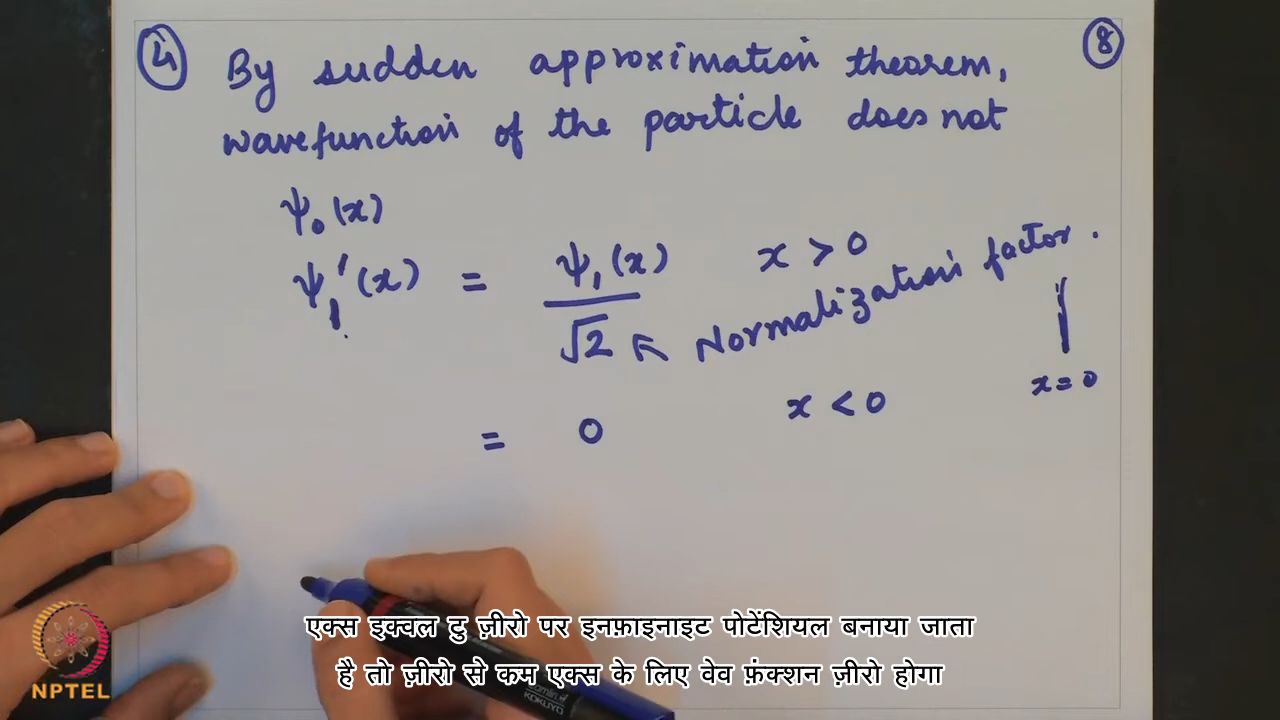 4 By sudden approximation theorem, 8
wavefunction of the particle does not
ψ₀(x)
ψ₁'(x) = ψ₁(x) / √2 x > 0
Normalization factor.
x = 0
= 0 x < 0
एक्स इक्वल टु ज़ीरो पर इनफ़ाइनाइट पोटेंशियल बनाया जाता
है तो ज़ीरो से कम एक्स के लिए वेव फ़ंक्शन ज़ीरो होगा
NPTEL
KOKUYO